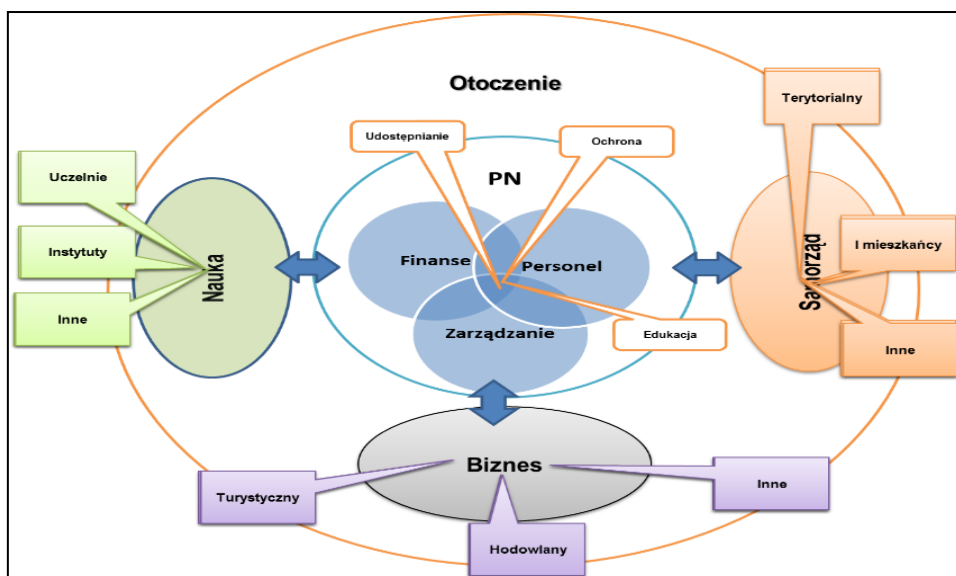 Otoczenie
Terytorialny
Udostępnianie
Ochrona
PN
Uczelnie
Instytuty
Inne
Nauka
Finanse
Personel
Zarządzanie
Edukacja
Samorząd
I mieszkańcy
Inne
Biznes
Turystyczny
Hodowlany
Inne